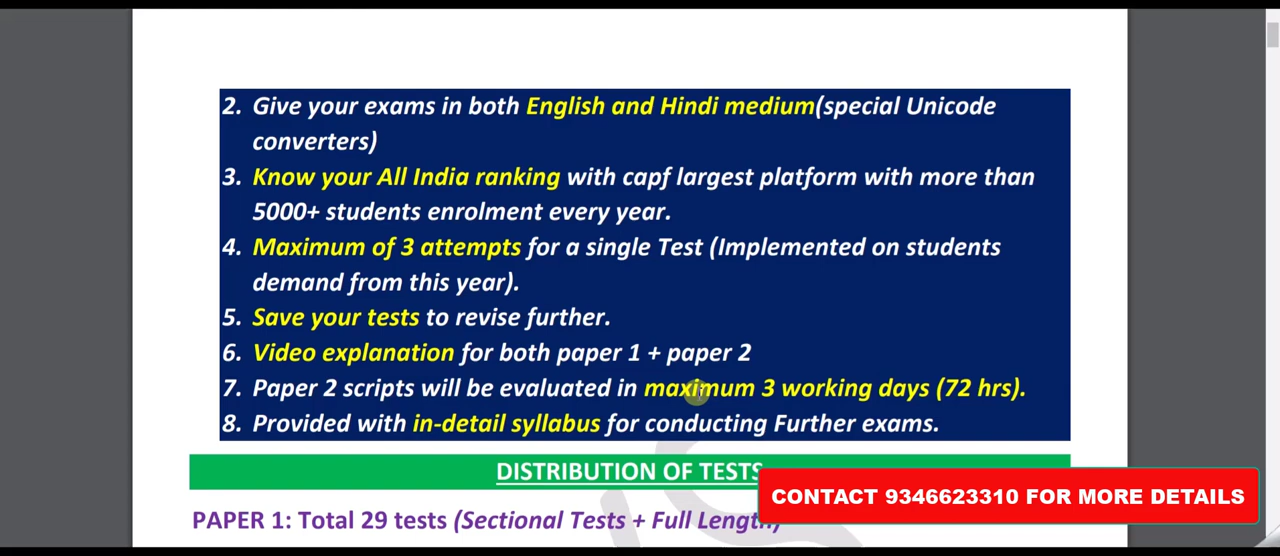 2. Give your exams in both English and Hindi medium(special Unicode
converters)
3. Know your All India ranking with capf largest platform with more than
5000+ students enrolment every year.
4. Maximum of 3 attempts for a single Test (Implemented on students
demand from this year).
5. Save your tests to revise further.
6. Video explanation for both paper 1 + paper 2
7. Paper 2 scripts will be evaluated in maximum 3 working days (72 hrs).
8. Provided with in-detail syllabus for conducting Further exams.
DISTRIBUTION OF TESTS
CONTACT 9346623310 FOR MORE DETAILS
PAPER 1: Total 29 tests (Sectional Tests + Full Length)